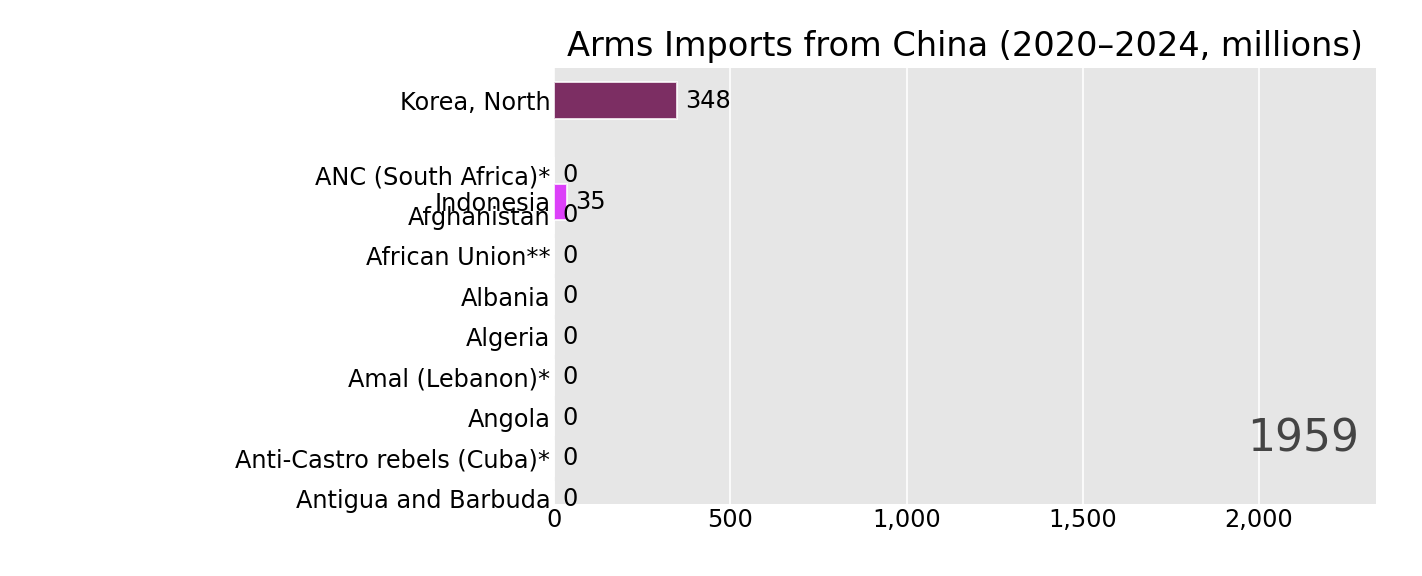 Arms Imports from China (2020–2024, millions)
Korea, North 348
ANC (South Africa)* 0
Indonesia 35
Afghanistan 0
African Union** 0
Albania 0
Algeria 0
Amal (Lebanon)* 0
Angola 0
1959
Anti-Castro rebels (Cuba)* 0
Antigua and Barbuda 0
0 500 1,000 1,500 2,000